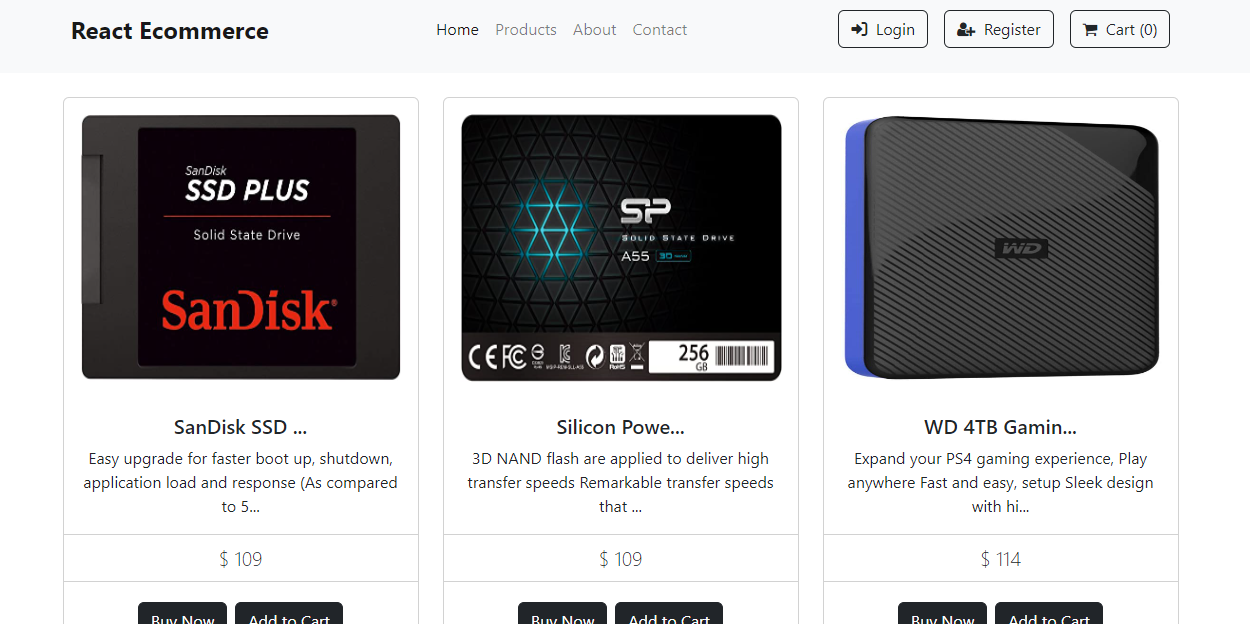 React Ecommerce
Home Products About Contact
Login Register Cart (0)
SanDisk
SSD PLUS
Solid State Drive
SanDisk®
SP
SOLID STATE DRIVE
A55 3D NAND
CE FC
RoHS
256
GB
WD
SanDisk SSD ...
Easy upgrade for faster boot up, shutdown,
application load and response (As compared
to 5...
$ 109
Buy Now Add to Cart
Silicon Powe...
3D NAND flash are applied to deliver high
transfer speeds Remarkable transfer speeds
that ...
$ 109
Buy Now Add to Cart
WD 4TB Gamin...
Expand your PS4 gaming experience, Play
anywhere Fast and easy, setup Sleek design
with hi...
$ 114
Buy Now Add to Cart